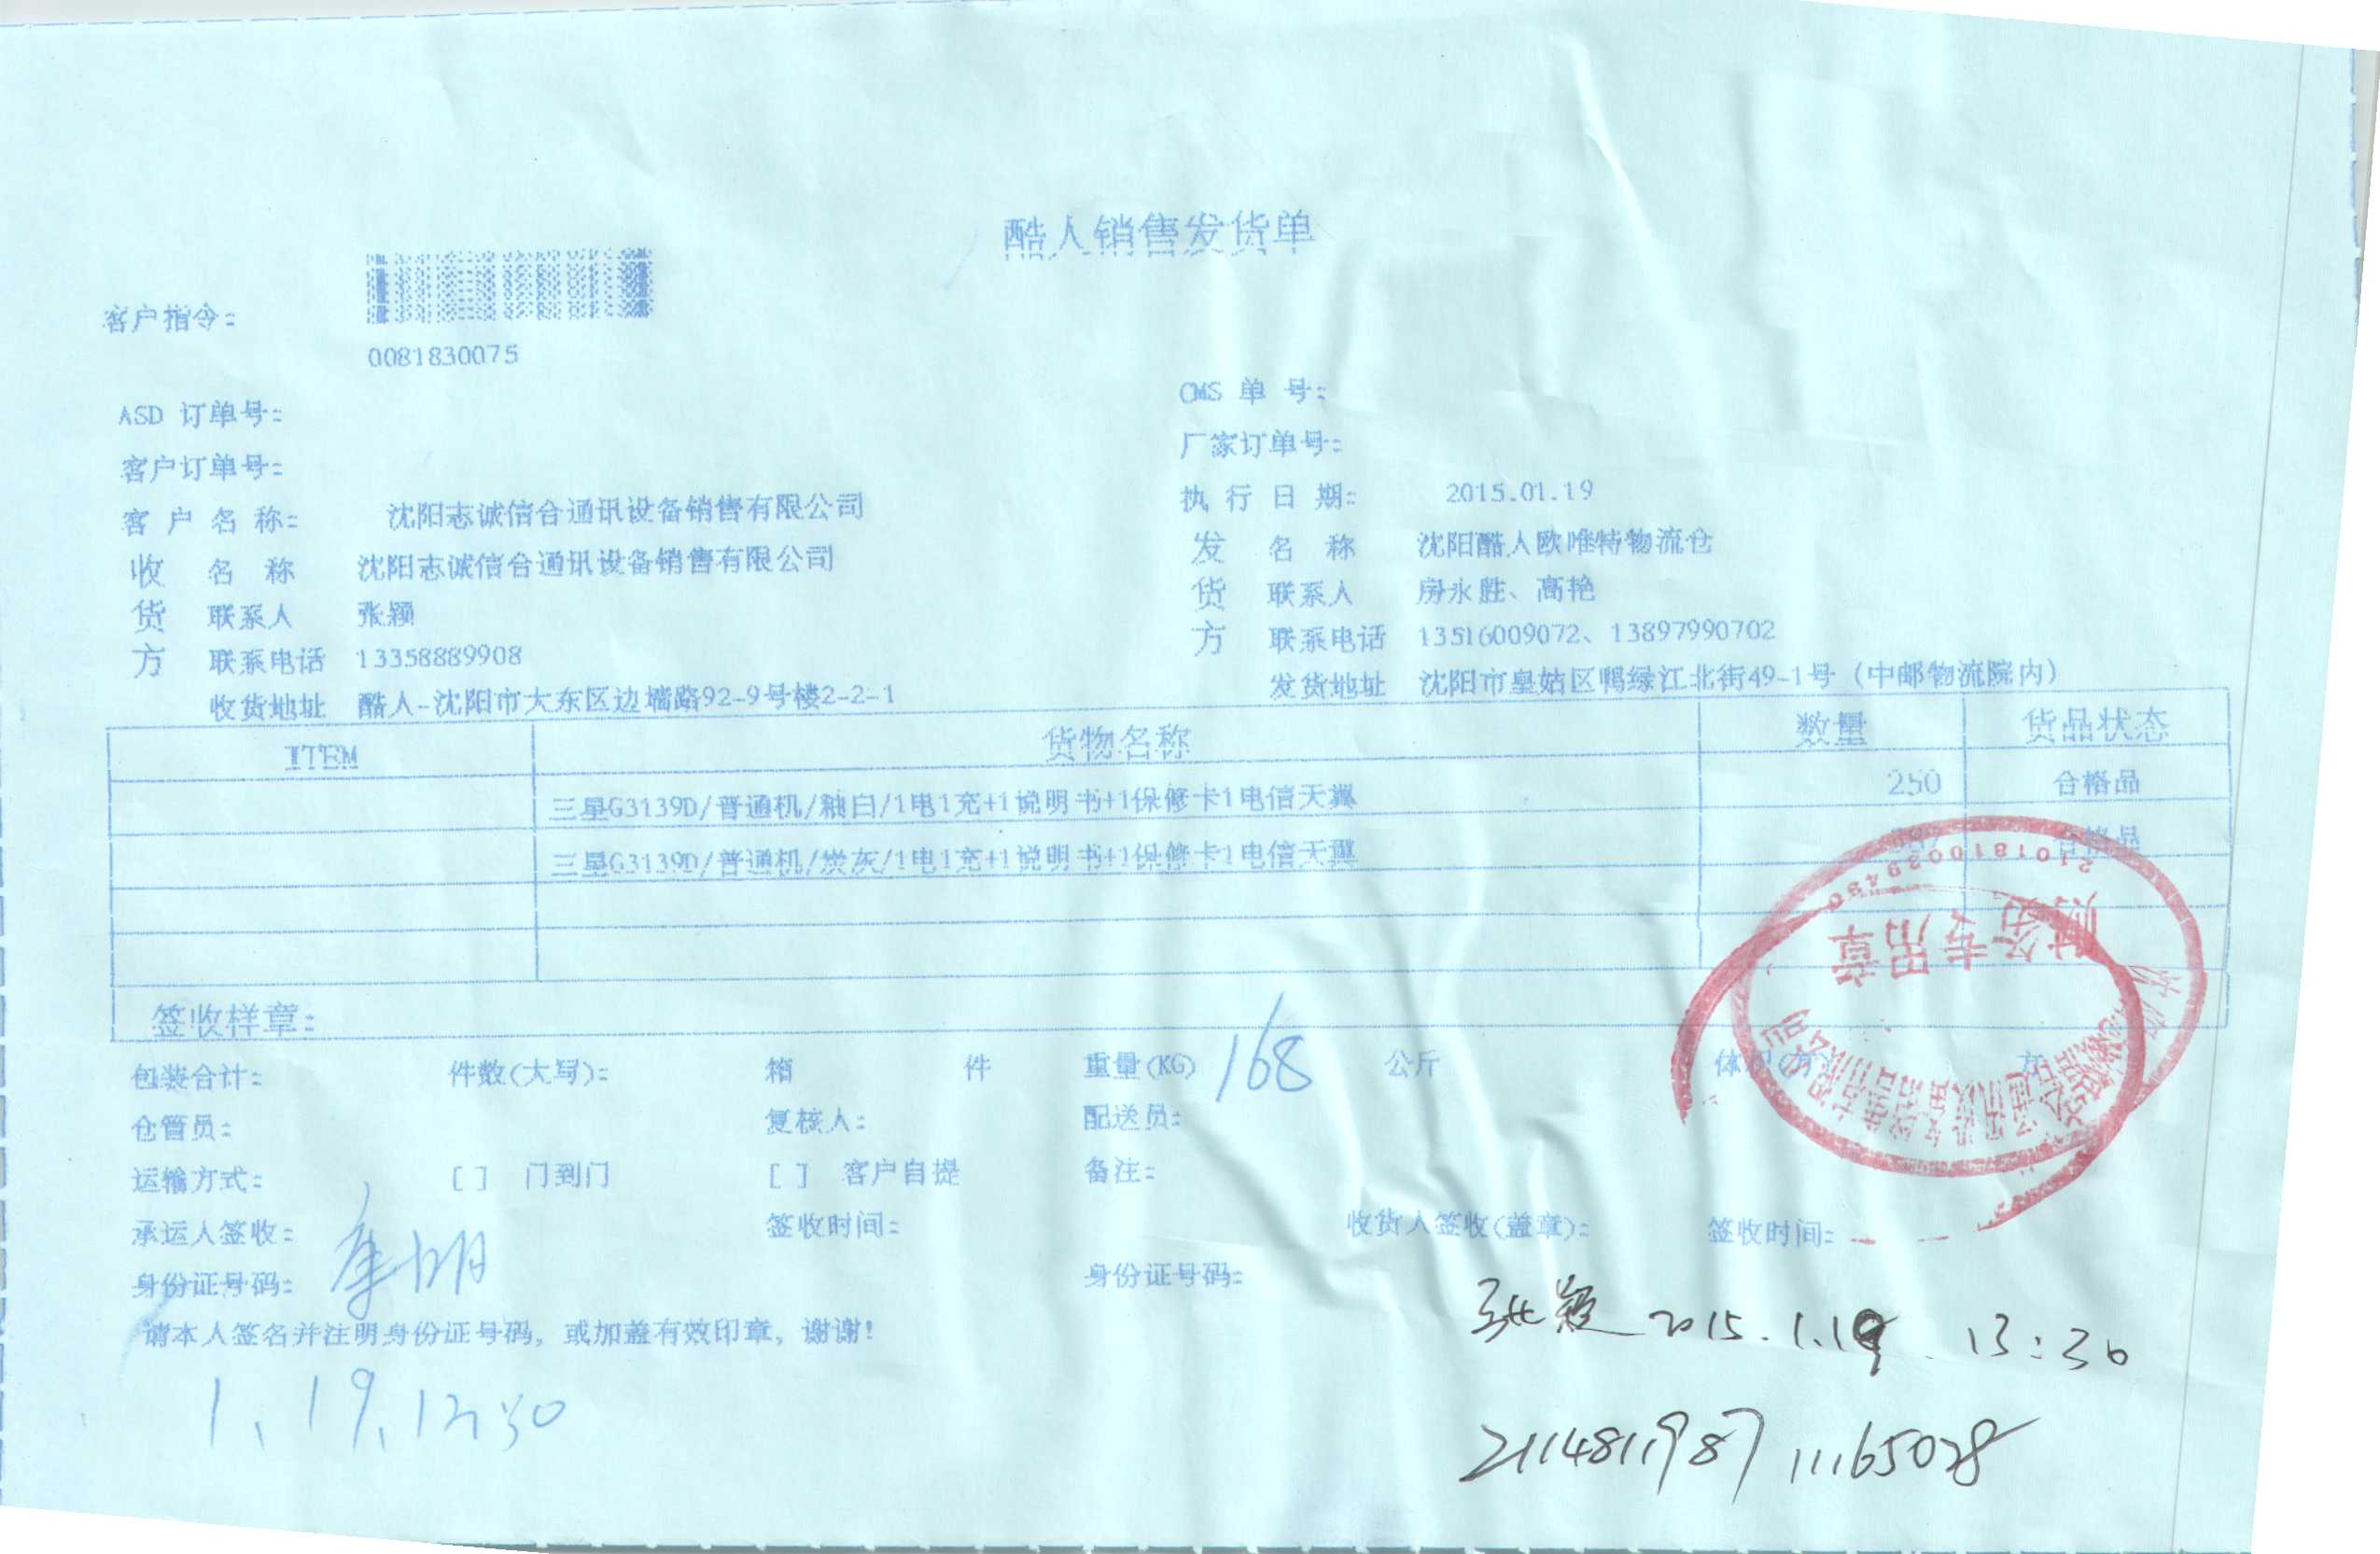 酷人销售发货单
客户指令:
0081830075
ASD 订单号:
CMS 单 号:
客户订单号:
厂家订单号:
客 户 名 称: 沈阳志诚信合通讯设备销售有限公司
执 行 日 期: 2015.01.19
收 名 称 沈阳志诚信合通讯设备销售有限公司
发 名 称 沈阳酷人欧唯特物流仓
货 联系人 张颖
货 联系人 房永胜、高艳
方 联系电话 13358889908
方 联系电话 13516009072、13897990702
收货地址 酷人-沈阳市大东区边墙路92-9号楼2-2-1
发货地址 沈阳市皇姑区鸭绿江北街49-1号 (中邮物流院内)
ITEM 货物名称 数量 货品状态
三星G3139D/普通机/釉白/1电1充+1说明书+1保修卡1电信天翼 250 合格品
三星G3139D/普通机/炭灰/1电1充+1说明书+1保修卡1电信天翼 合格品
财务专用章
签收样章:
包装合计: 件数(大写): 箱 件 重量(KG) 168 公斤
仓管员: 复核人: 配送员:
运输方式: [ ] 门到门 [ ] 客户自提 备注:
承运人签收: 签收时间: 收货人签收(盖章): 签收时间:
身份证号码: 身份证号码:
张颖 2015.1.19 13:30
请本人签名并注明身份证号码, 或加盖有效印章, 谢谢!